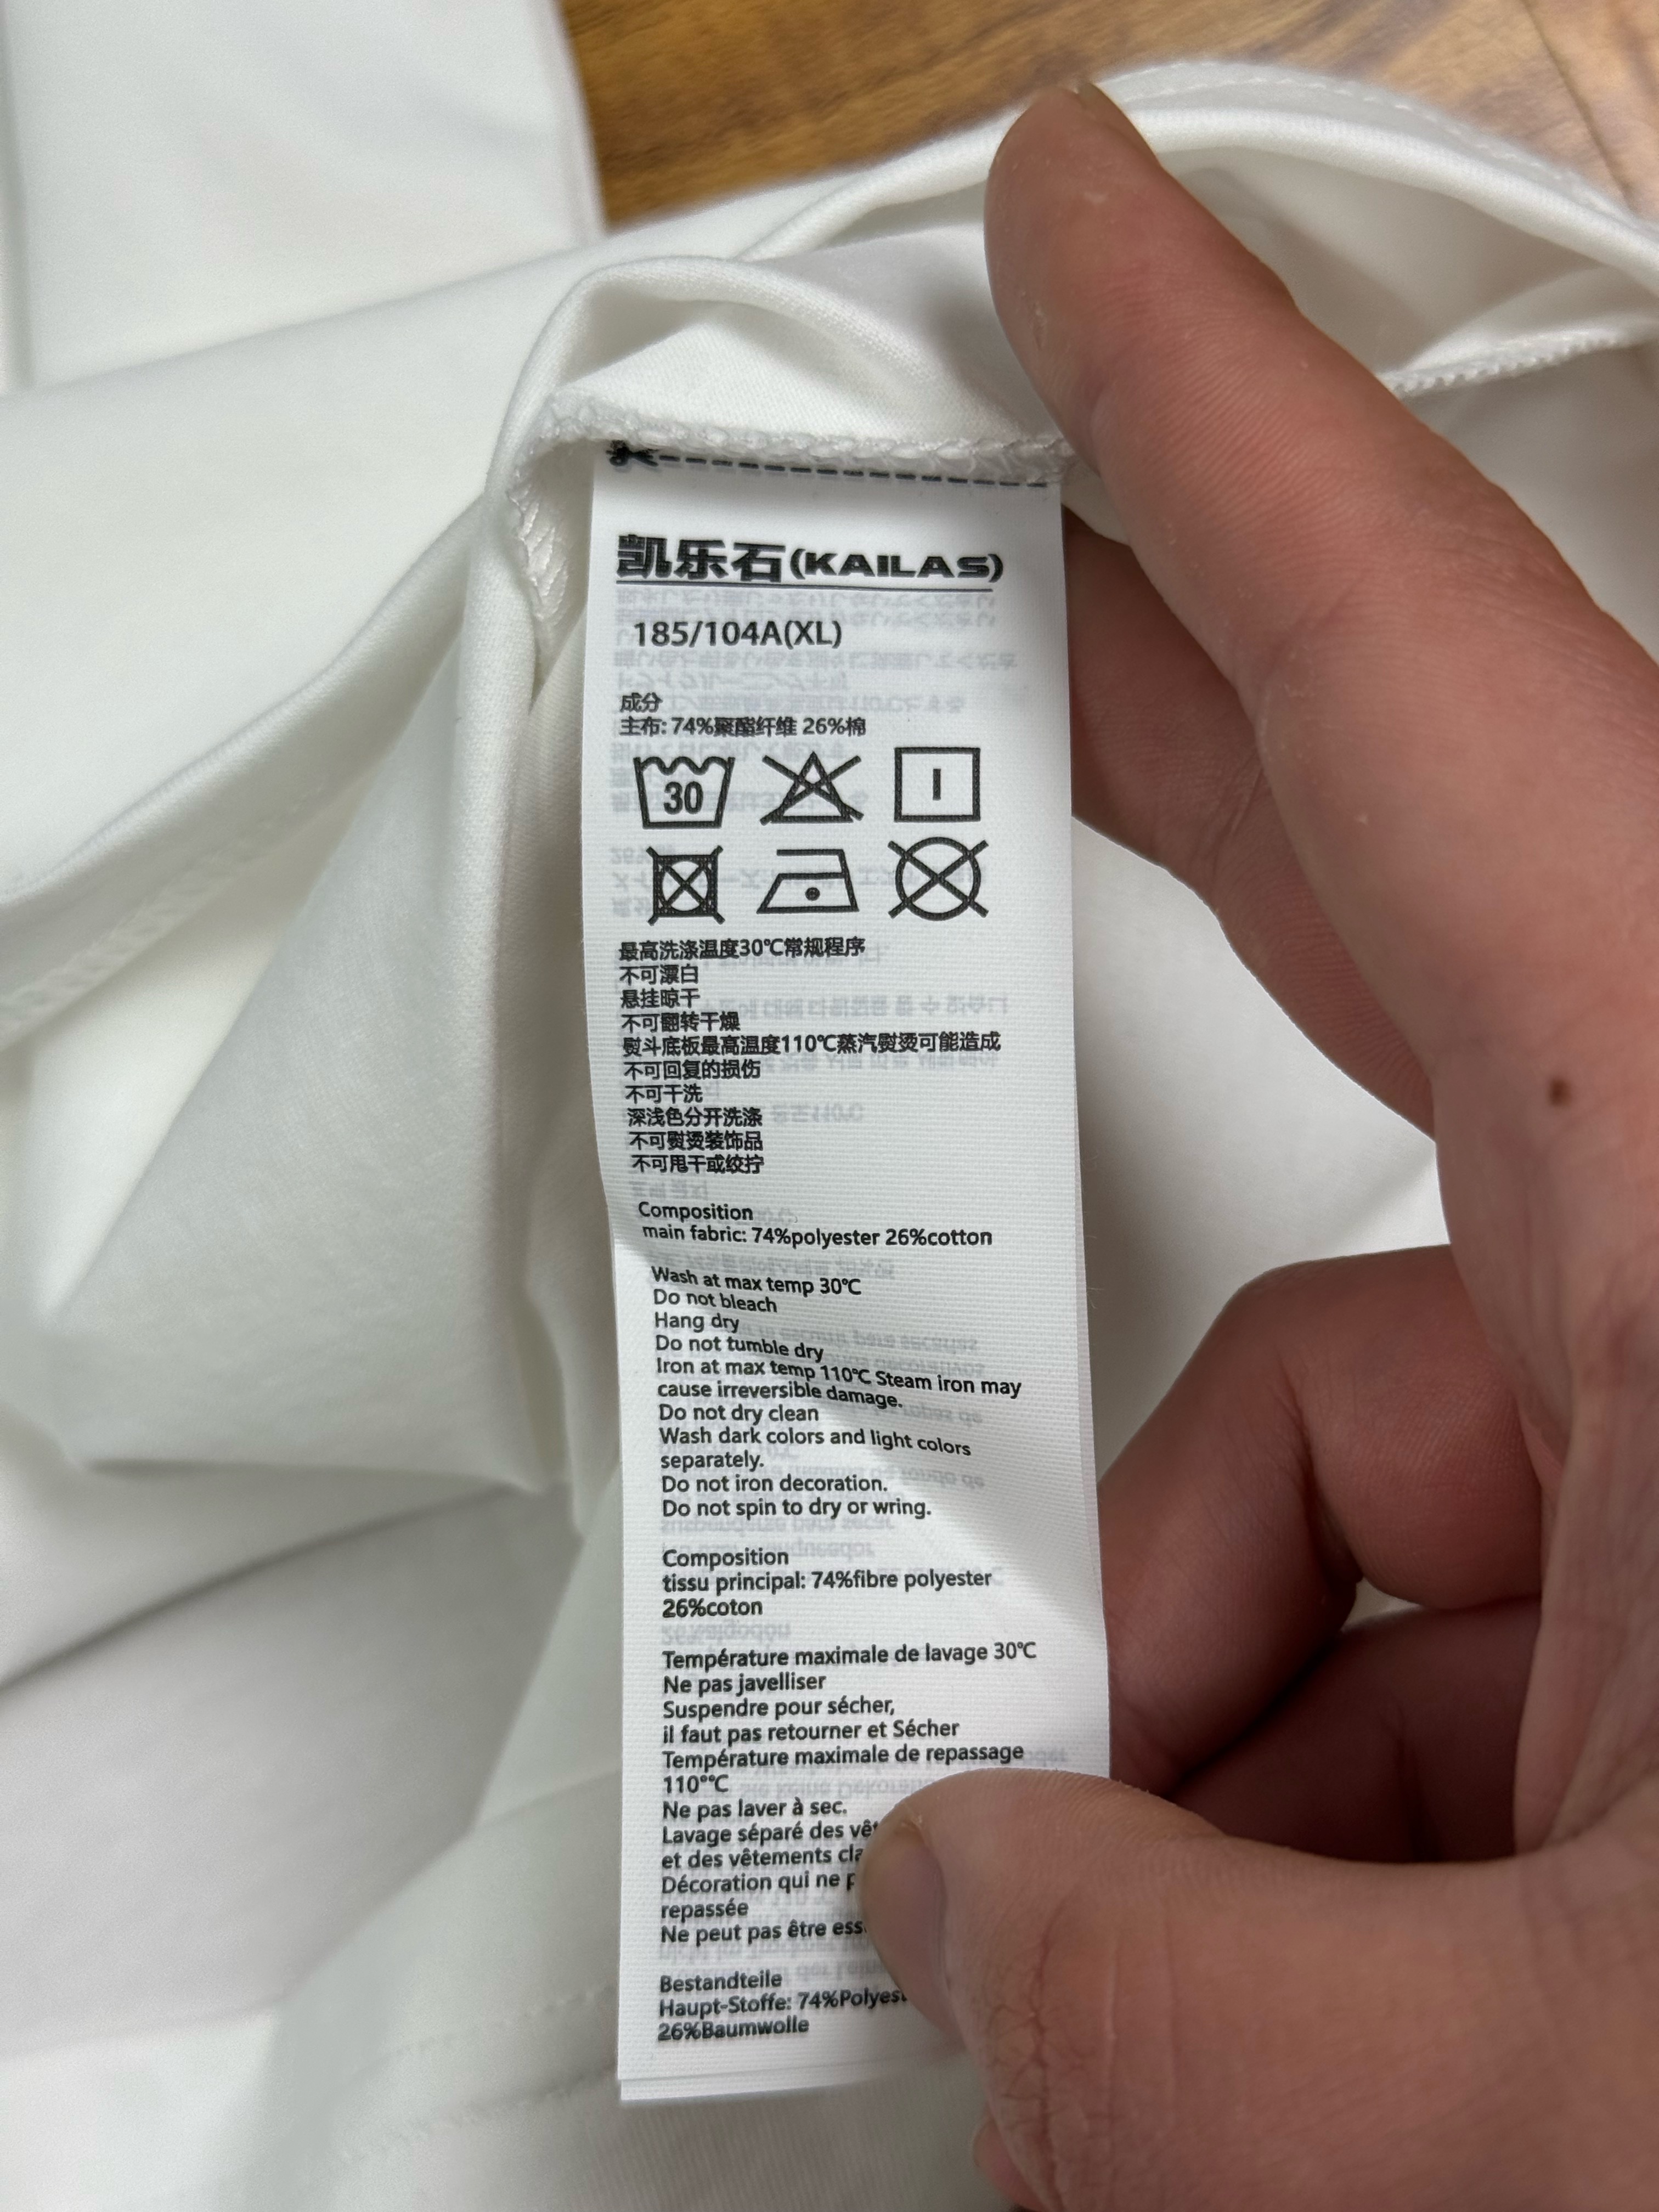 凯乐石(KAILAS)
185/104A(XL)
成分
主布: 74%聚酯纤维 26%棉
30
最高洗涤温度30℃常规程序
不可漂白
悬挂晾干
不可翻转干燥
熨斗底板最高温度110℃蒸汽熨烫可能造成
不可回复的损伤
不可干洗
深浅色分开洗涤
不可熨烫装饰品
不可甩干或绞拧
Composition
main fabric: 74%polyester 26%cotton
Wash at max temp 30℃
Do not bleach
Hang dry
Do not tumble dry
Iron at max temp 110℃ Steam iron may
cause irreversible damage.
Do not dry clean
Wash dark colors and light colors
separately.
Do not iron decoration.
Do not spin to dry or wring.
Composition
tissu principal: 74%fibre polyester
26%coton
Température maximale de lavage 30℃
Ne pas javelliser
Suspendre pour sécher,
il faut pas retourner et Sécher
Température maximale de repassage
110°℃
Ne pas laver à sec.
Lavage séparé des
et des vêtements
Décoration qui ne
repassée
Ne peut pas être
Bestandteile
Haupt-Stoffe:
26%Baumwolle